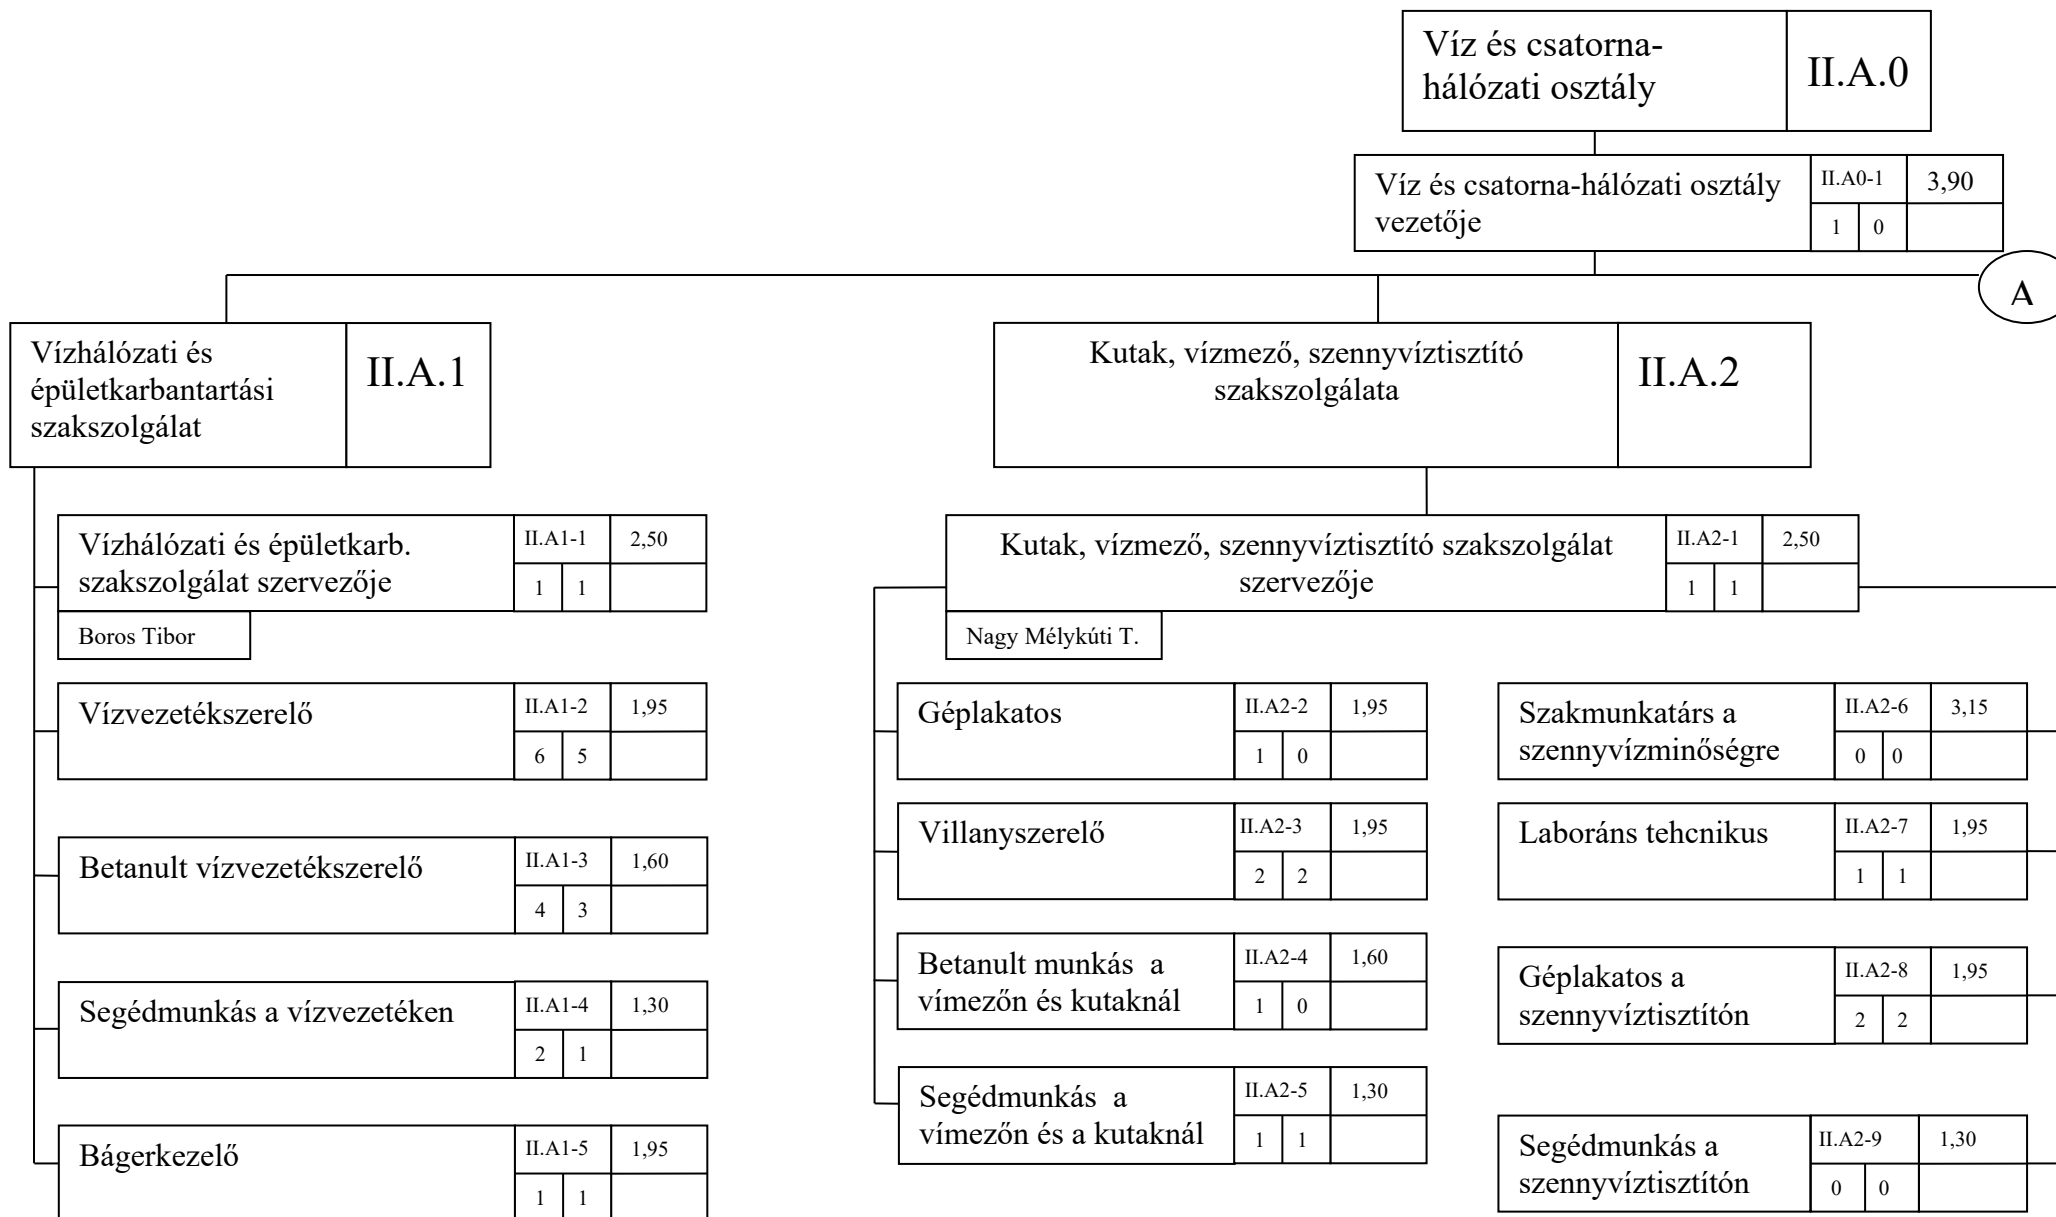 Víz és csatorna-
hálózati osztály
II.A.0
Víz és csatorna-hálózati osztály
vezetője
II.A0-1
3,90
1
0
A
Vízhálózati és
épületkarbantartási
szakszolgálat
II.A.1
Kutak, vízmező, szennyvíztisztító
szakszolgálata
II.A.2
Vízhálózati és épületkarb.
szakszolgálat szervezője
II.A1-1
2,50
1
1
Boros Tibor
Vízvezetékszerelő
II.A1-2
1,95
6
5
Betanult vízvezetékszerelő
II.A1-3
1,60
4
3
Segédmunkás a vízvezetéken
II.A1-4
1,30
2
1
Bágerkezelő
II.A1-5
1,95
1
1
Kutak, vízmező, szennyvíztisztító szakszolgálat
szervezője
II.A2-1
2,50
1
1
Nagy Mélykúti T.
Géplakatos
II.A2-2
1,95
1
0
Villanyszerelő
II.A2-3
1,95
2
2
Betanult munkás a
vímezőn és kutaknál
II.A2-4
1,60
1
0
Segédmunkás a
vímezőn és a kutaknál
II.A2-5
1,30
1
1
Szakmunkatárs a
szennyvízminőségre
II.A2-6
3,15
0
0
Laboráns tehcnikus
II.A2-7
1,95
1
1
Géplakatos a
szennyvíztisztítón
II.A2-8
1,95
2
2
Segédmunkás a
szennyvíztisztítón
II.A2-9
1,30
0
0